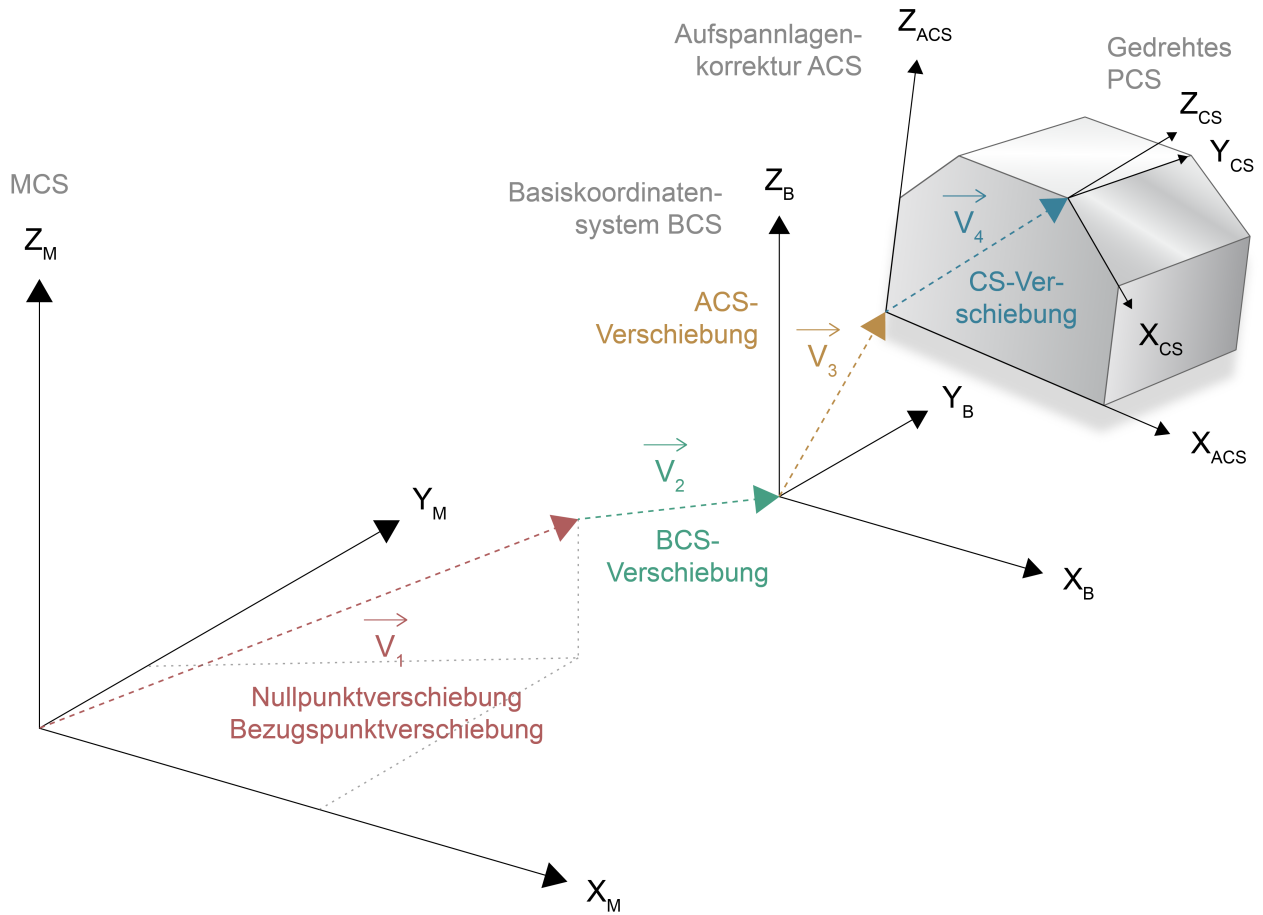 MCS
Z_M
Y_M
X_M
V_1
Nullpunktverschiebung
Bezugspunktverschiebung
V_2
BCS-
Verschiebung
Basiskoordinaten-
system BCS
Z_B
Y_B
X_B
ACS-
Verschiebung
V_3
Aufspannlagen-
korrektur ACS
Z_ACS
X_ACS
V_4
CS-Ver-
schiebung
Gedrehtes
PCS
Z_CS
Y_CS
X_CS